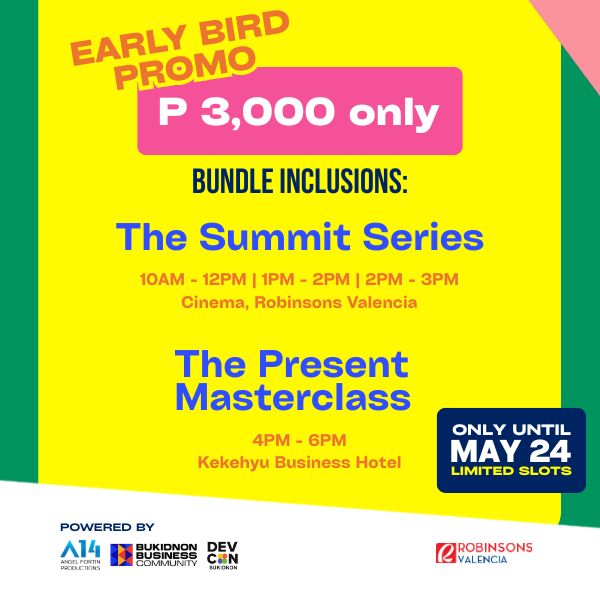 EARLY BIRD
PROMO
P 3,000 only
BUNDLE INCLUSIONS:
The Summit Series
10AM - 12PM | 1PM - 2PM | 2PM - 3PM
Cinema, Robinsons Valencia
The Present
Masterclass
4PM - 6PM
Kekehyu Business Hotel
ONLY UNTIL
MAY 24
LIMITED SLOTS
POWERED BY
A14
ANGEL FORTIN
PRODUCTIONS
BUKIDNON
BUSINESS
COMMUNITY
DEV
CON
BUKIDNON
ROBINSONS
VALENCIA